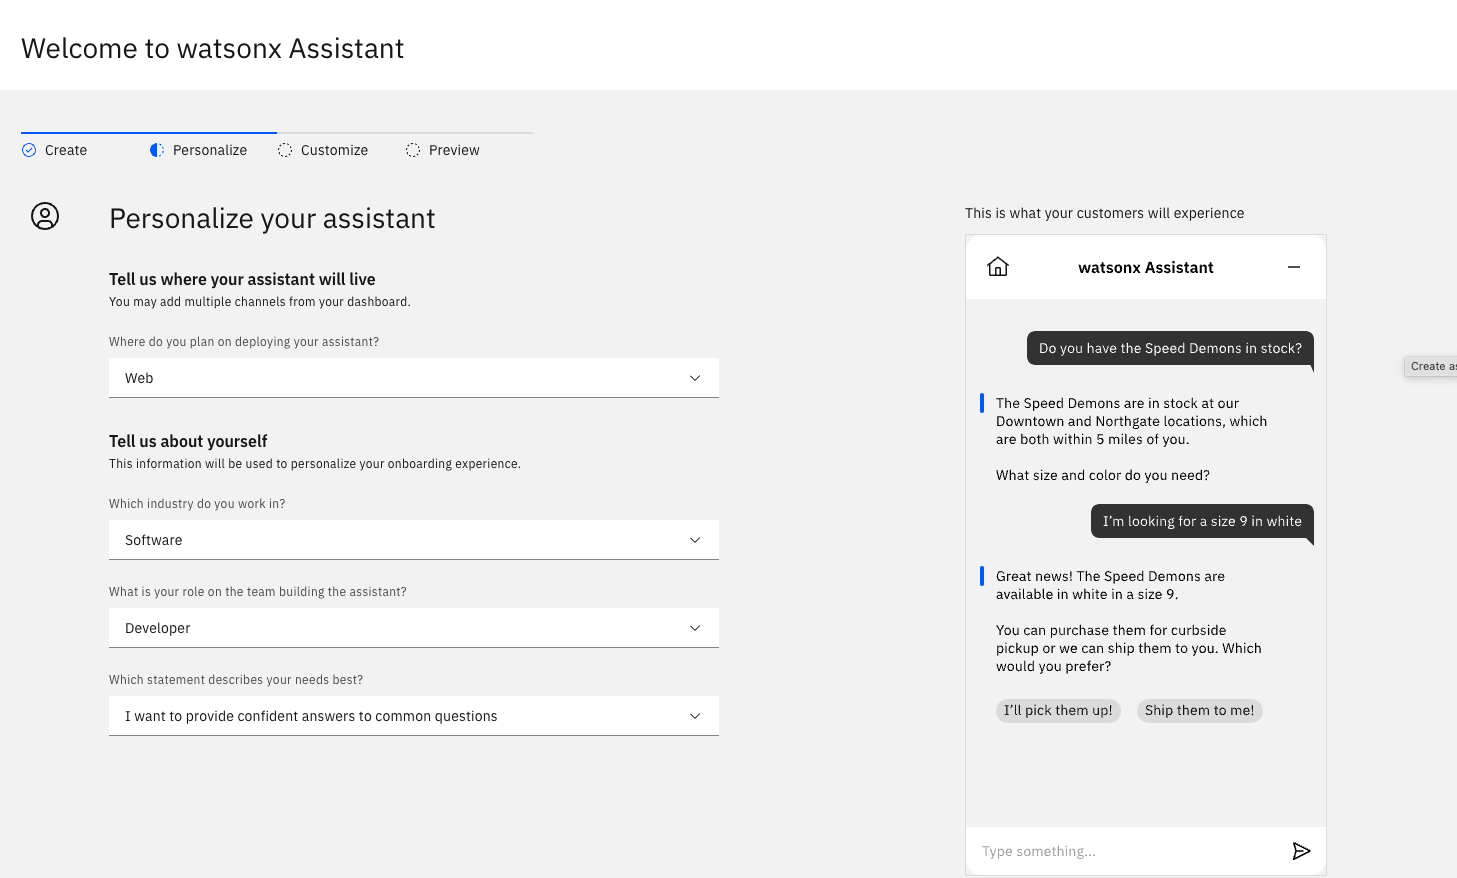 Welcome to watsonx Assistant
Create
Personalize
Customize
Preview
Personalize your assistant
Tell us where your assistant will live
You may add multiple channels from your dashboard.
Where do you plan on deploying your assistant?
Web
Tell us about yourself
This information will be used to personalize your onboarding experience.
Which industry do you work in?
Software
What is your role on the team building the assistant?
Developer
Which statement describes your needs best?
I want to provide confident answers to common questions
This is what your customers will experience
watsonx Assistant
Do you have the Speed Demons in stock?
The Speed Demons are in stock at our
Downtown and Northgate locations, which
are both within 5 miles of you.
What size and color do you need?
I'm looking for a size 9 in white
Great news! The Speed Demons are
available in white in a size 9.
You can purchase them for curbside
pickup or we can ship them to you. Which
would you prefer?
I'll pick them up!
Ship them to me!
Type something...
Create